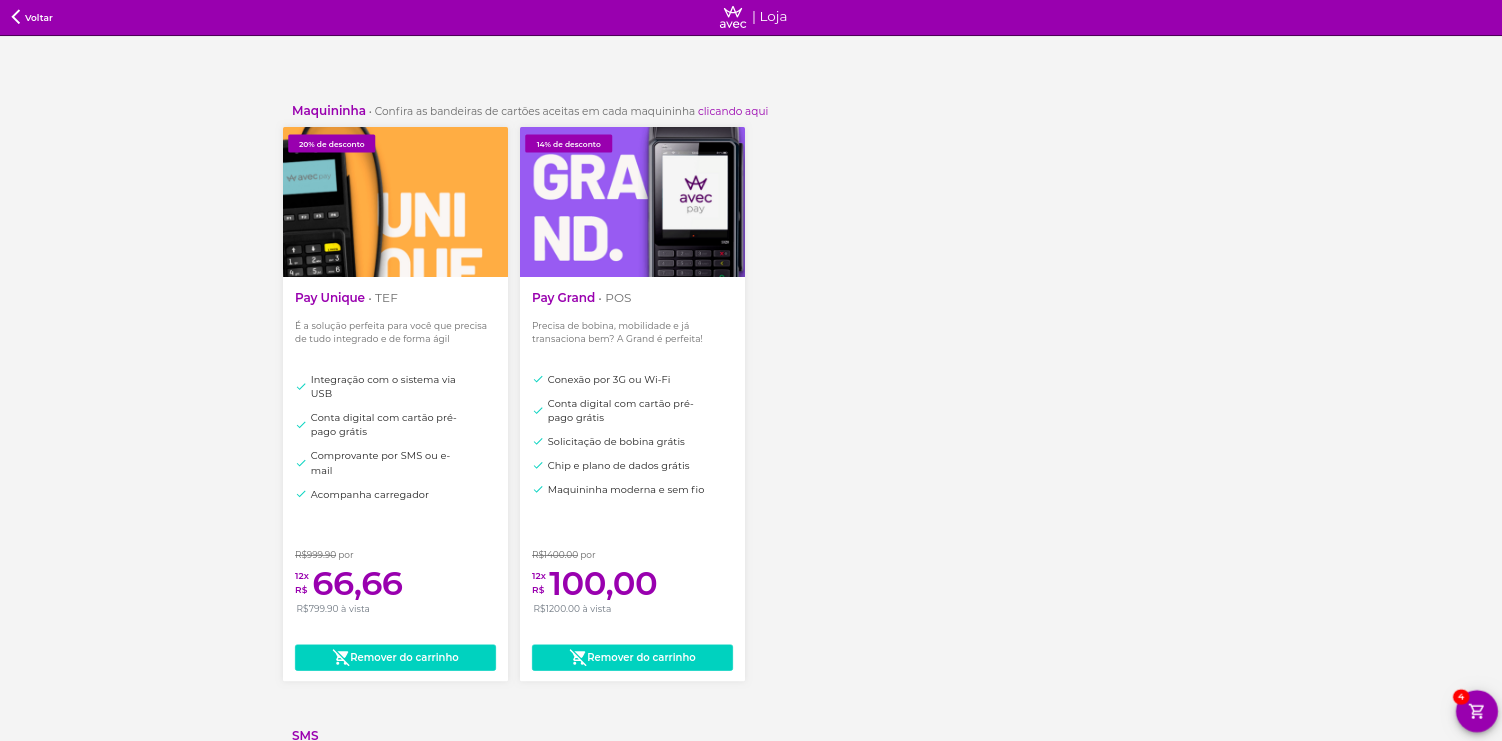 Voltar
avec | Loja
Maquininha • Confira as bandeiras de cartões aceitas em cada maquininha clicando aqui
20% de desconto
avec pay
UNI
QUE
14% de desconto
GRA
ND.
avec
pay
Pay Unique • TEF
É a solução perfeita para você que precisa
de tudo integrado e de forma ágil
Integração com o sistema via
USB
Conta digital com cartão pré-
pago grátis
Comprovante por SMS ou e-
mail
Acompanha carregador
R$999.90 por
12x
R$ 66,66
R$799.90 à vista
Remover do carrinho
Pay Grand • POS
Precisa de bobina, mobilidade e já
transaciona bem? A Grand é perfeita!
Conexão por 3G ou Wi-Fi
Conta digital com cartão pré-
pago grátis
Solicitação de bobina grátis
Chip e plano de dados grátis
Maquininha moderna e sem fio
R$1400.00 por
12x
R$ 100,00
R$1200.00 à vista
Remover do carrinho
4
SMS